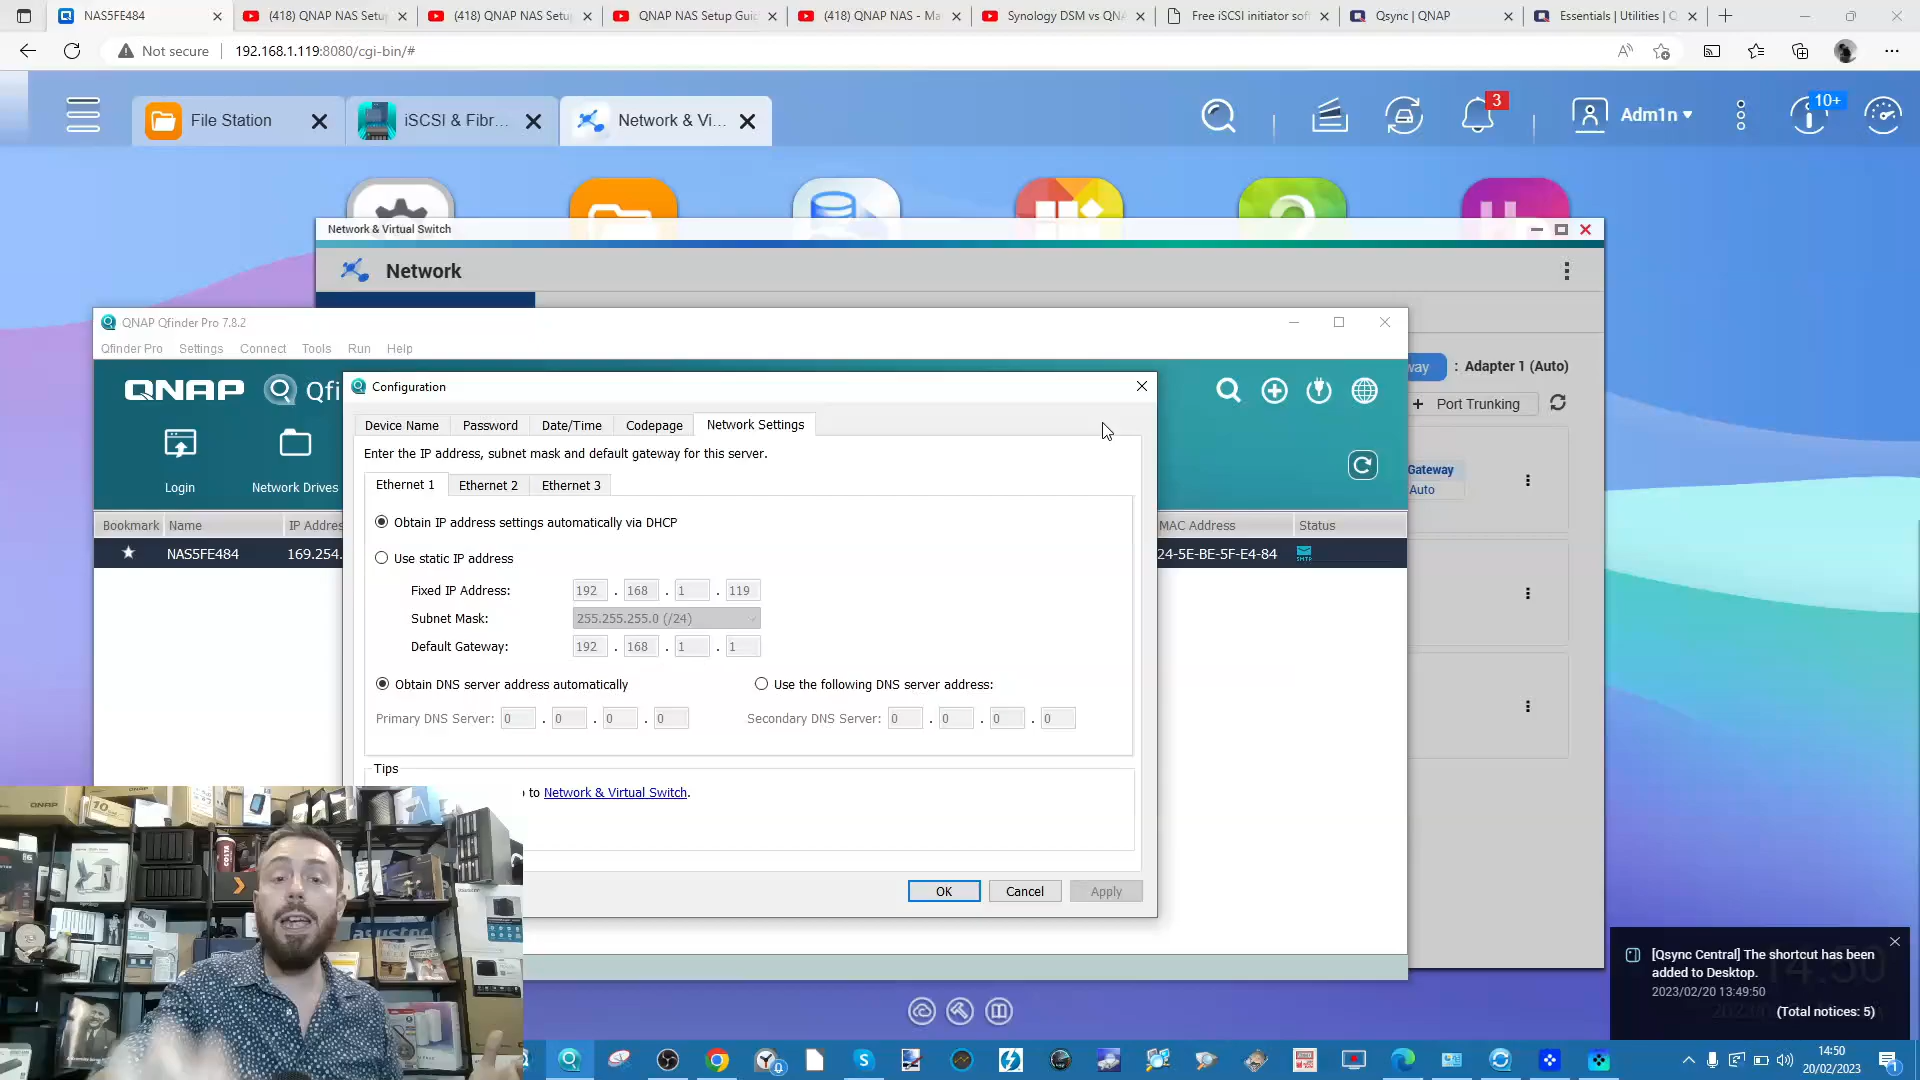 NAS5FE484
(418) QNAP NAS Setu
(418) QNAP NAS Setup
QNAP NAS Setup Guid
(418) QNAP NAS - Ma
Synology DSM vs QNA
Free iSCSI initiator sof
Qsync | QNAP
Essentials | Utilities | Q
Not secure
192.168.1.119:8080/cgi-bin/#
File Station
iSCSI & Fibr...
Network & Vi...
3
Adm1n
10+
Network & Virtual Switch
Network
QNAP Qfinder Pro 7.8.2
Qfinder Pro
Settings
Connect
Tools
Run
Help
way
: Adapter 1 (Auto)
+ Port Trunking
QNAP
Qfi
Login
Network Drives
Gateway
Auto
Bookmark
Name
IP Addres
MAC Address
Status
NAS5FE484
169.254.
24-5E-BE-5F-E4-84
SMTP
Configuration
Device Name
Password
Date/Time
Codepage
Network Settings
Enter the IP address, subnet mask and default gateway for this server.
Ethernet 1
Ethernet 2
Ethernet 3
Obtain IP address settings automatically via DHCP
Use static IP address
Fixed IP Address: 192 . 168 . 1 . 119
Subnet Mask: 255.255.255.0 (/24)
Default Gateway: 192 . 168 . 1 . 1
Obtain DNS server address automatically
Use the following DNS server address:
Primary DNS Server: 0 . 0 . 0 . 0
Secondary DNS Server: 0 . 0 . 0 . 0
Tips
to Network & Virtual Switch.
OK
Cancel
Apply
QNAP
COSTA
asustor
[Qsync Central] The shortcut has been
added to Desktop.
2023/02/20 13:49:50
(Total notices: 5)
14:50
20/02/2023
1